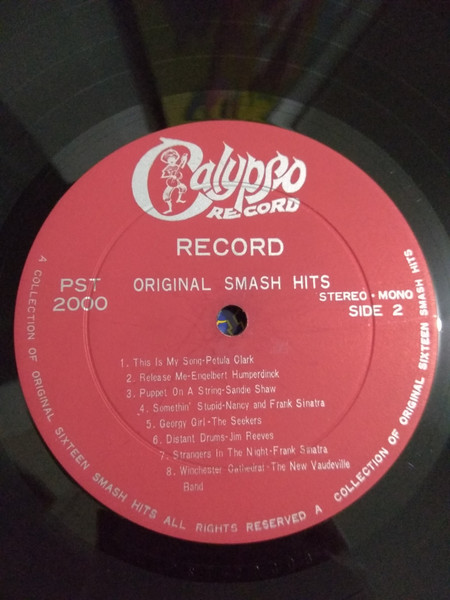 Calypso
RECORD
RECORD
PST
2000
ORIGINAL SMASH HITS
STEREO • MONO
SIDE 2
1. This Is My Song-Petula Clark
2. Release Me-Engelbert Humperdinck
3. Puppet On A String-Sandie Shaw
4. Somethin' Stupid-Nancy and Frank Sinatra
5. Georgy Girl-The Seekers
6. Distant Drums-Jim Reeves
7. Strangers In The Night-Frank Sinatra
8. Winchester Cathedral-The New Vaudeville
Band
A COLLECTION OF ORIGINAL SIXTEEN SMASH HITS ALL RIGHTS RESERVED A COLLECTION OF ORIGINAL SIXTEEN SMASH HITS